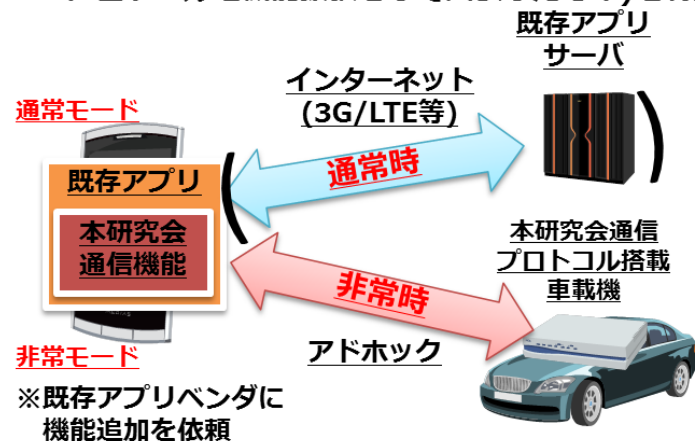 既存アプリ
サーバ
インターネット
(3G/LTE等)
通常モード
通常時
既存アプリ
本研究会
通信機能
本研究会通信
プロトコル搭載
車載機
非常時
アドホック
非常モード
※既存アプリベンダに
機能追加を依頼